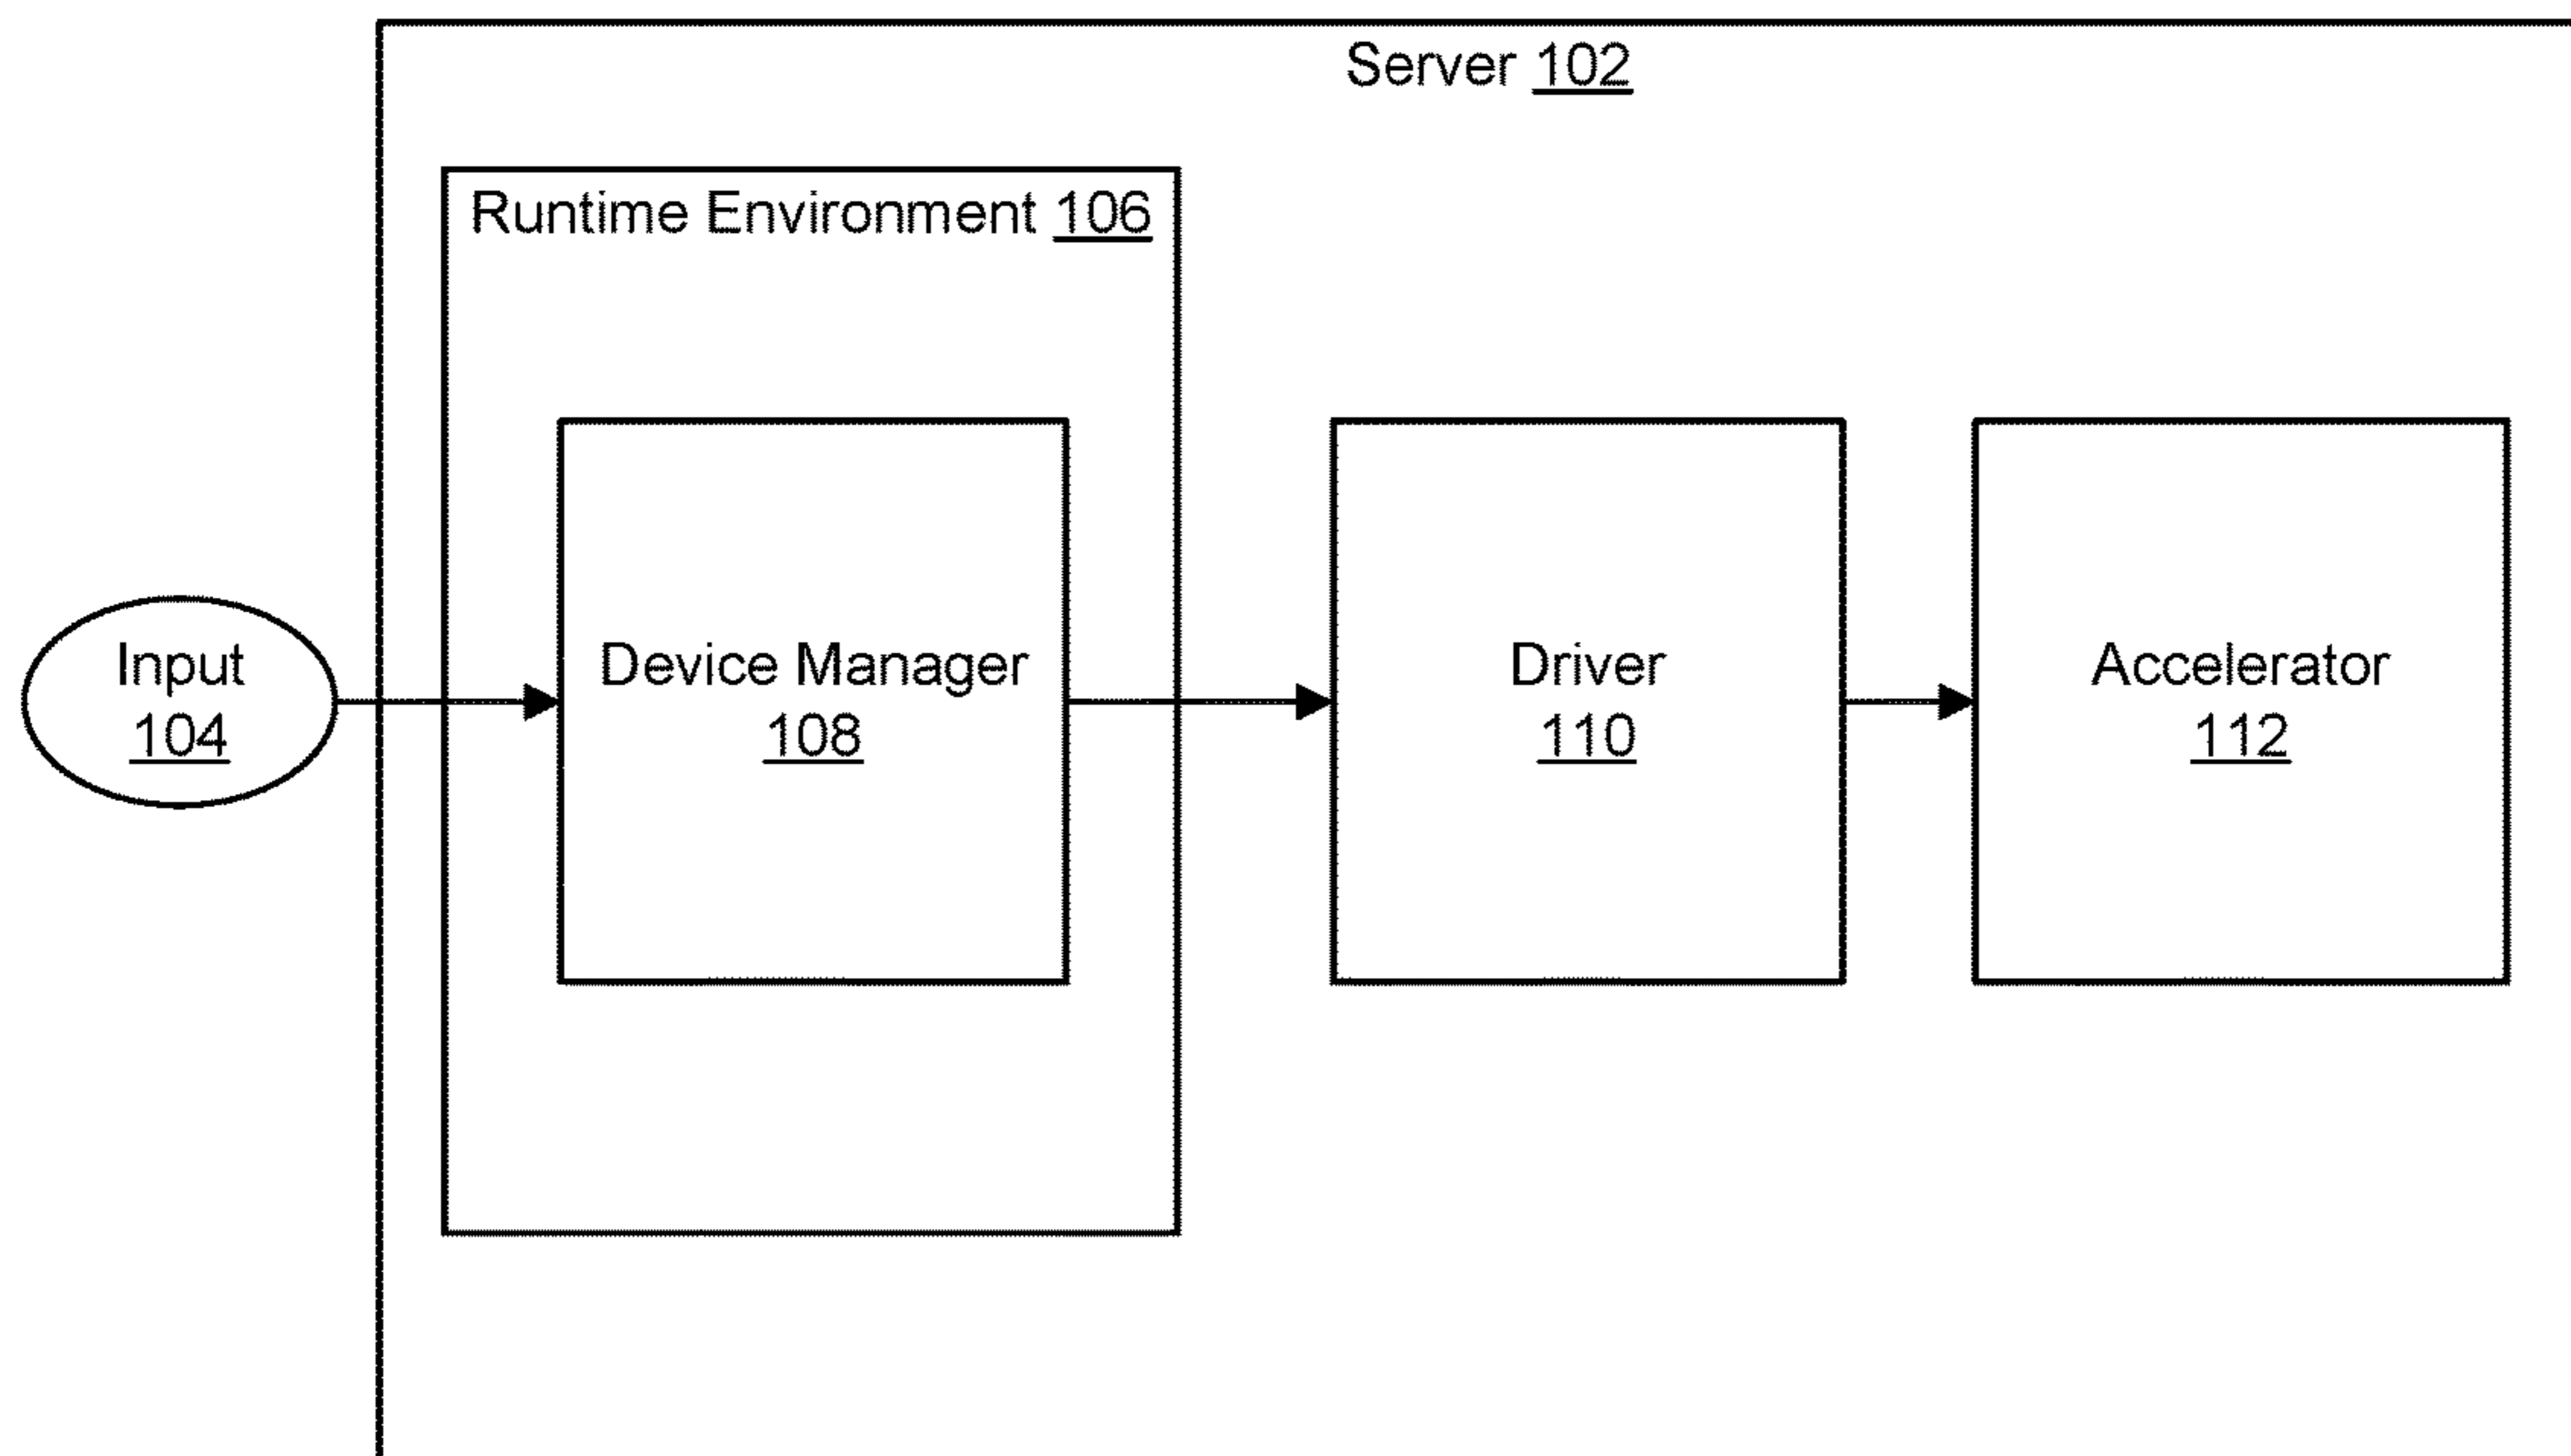 Server 102
Runtime Environment 106
Input
104
Device Manager
108
Driver
110
Accelerator
112